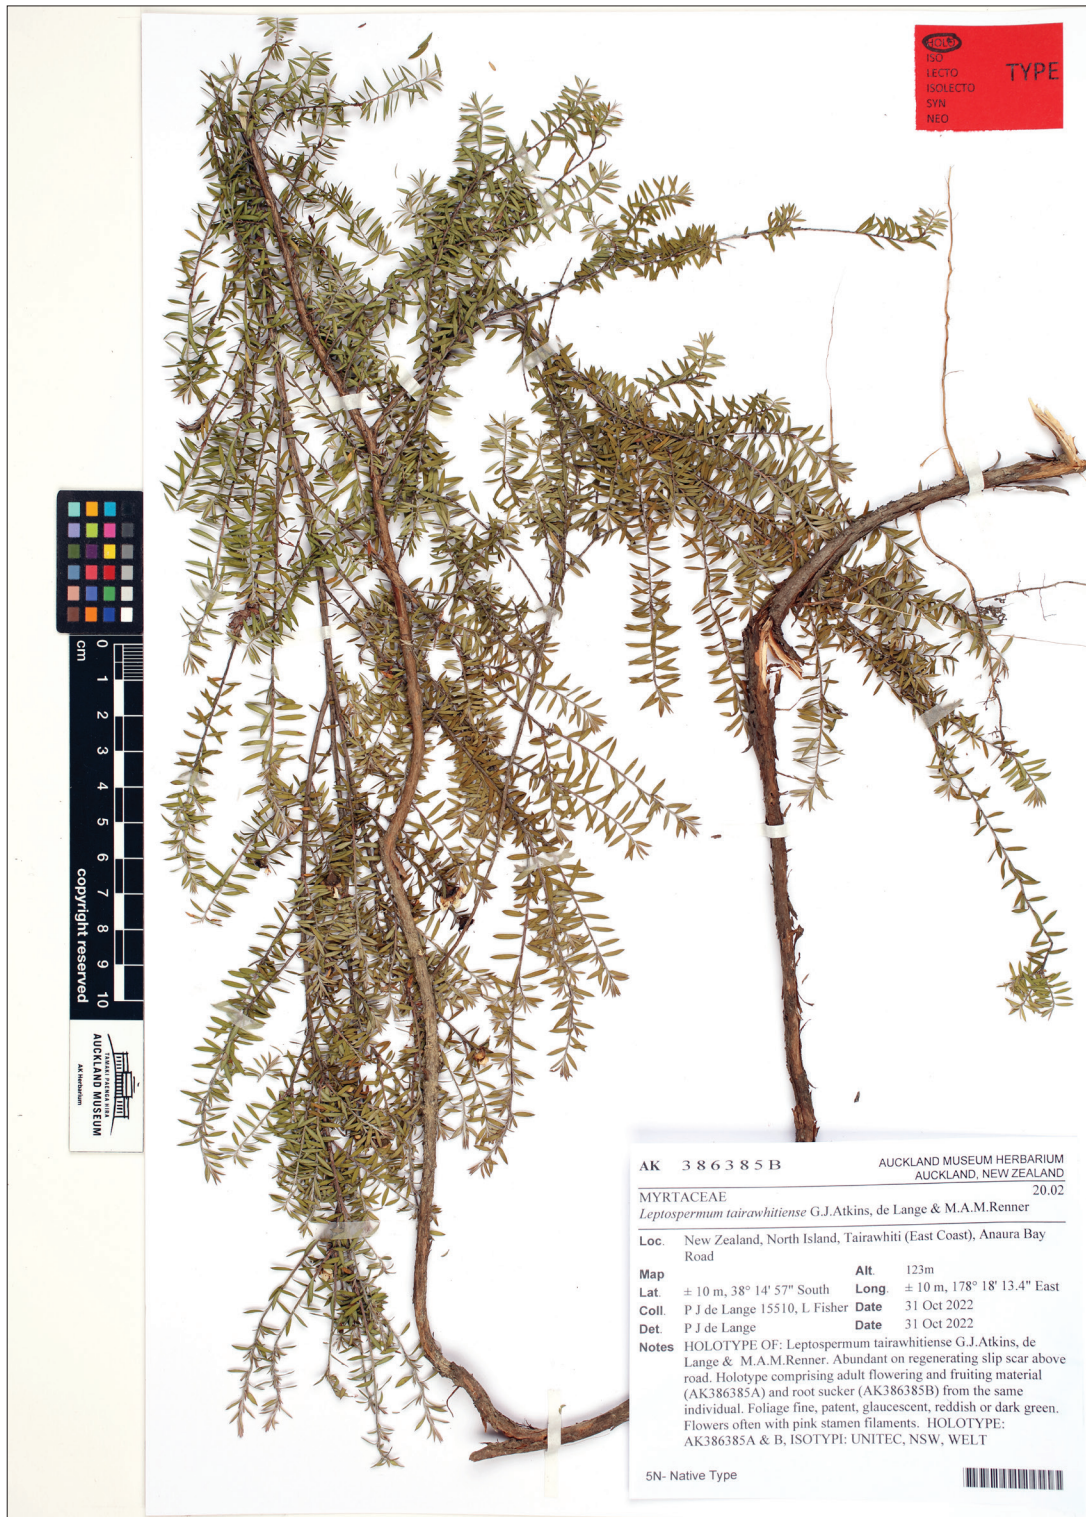 HOLO
ISO
LECTO
ISOLECTO
SYN
NEO
TYPE
cm
0
1
2
3
4
5
6
7
8
9
10
copyright reserved
AUCKLAND MUSEUM
TAMAKI PAENGA HIRA
AK Herbarium
AK 386385B
AUCKLAND MUSEUM HERBARIUM
AUCKLAND, NEW ZEALAND
MYRTACEAE 20.02
Leptospermum tairawhitiense G.J.Atkins, de Lange & M.A.M.Renner
Loc. New Zealand, North Island, Tairawhiti (East Coast), Anaura Bay
Road
Map Alt. 123m
Lat. ± 10 m, 38° 14' 57" South Long. ± 10 m, 178° 18' 13.4" East
Coll. P J de Lange 15510, L Fisher Date 31 Oct 2022
Det. P J de Lange Date 31 Oct 2022
Notes HOLOTYPE OF: Leptospermum tairawhitiense G.J.Atkins, de
Lange & M.A.M.Renner. Abundant on regenerating slip scar above
road. Holotype comprising adult flowering and fruiting material
(AK386385A) and root sucker (AK386385B) from the same
individual. Foliage fine, patent, glaucescent, reddish or dark green.
Flowers often with pink stamen filaments. HOLOTYPE:
AK386385A & B, ISOTYPI: UNITEC, NSW, WELT
5N- Native Type